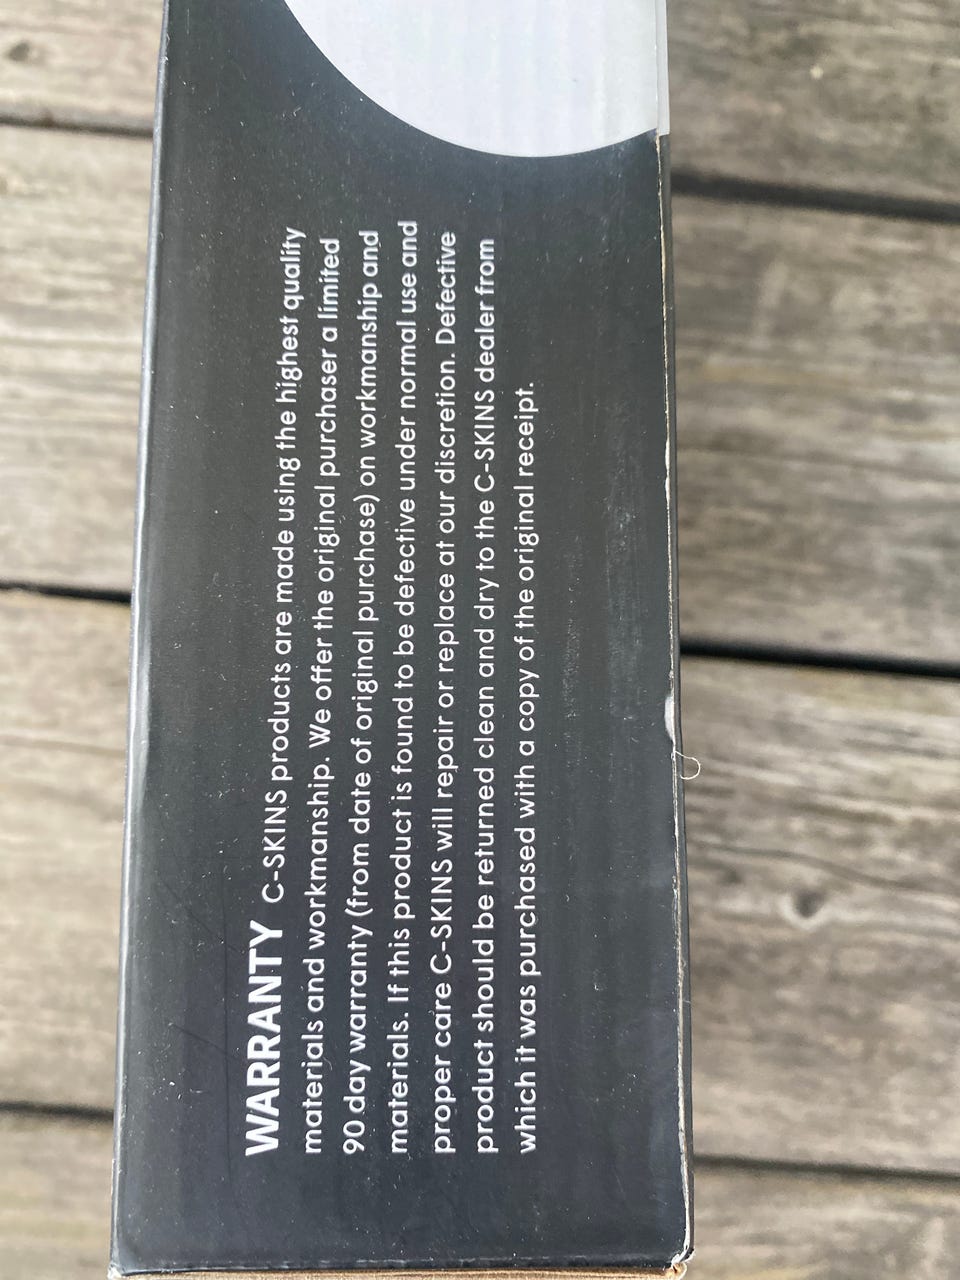 WARRANTY C-SKINS products are made using the highest quality
materials and workmanship. We offer the original purchaser a limited
90 day warranty (from date of original purchase) on workmanship and
materials. If this product is found to be defective under normal use and
proper care C-SKINS will repair or replace at our discretion. Defective
product should be returned clean and dry to the C-SKINS dealer from
which it was purchased with a copy of the original receipt.